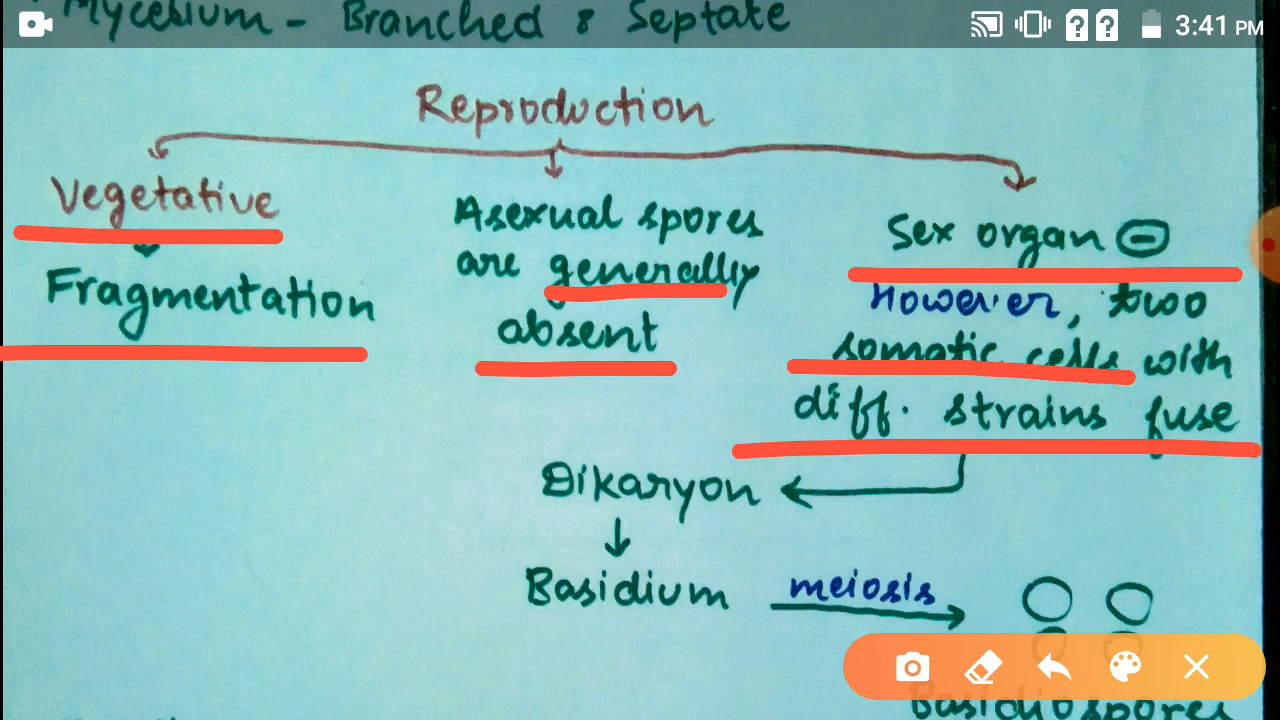 Mycelium - Branched & Septate
3:41 PM
Reproduction
Vegetative
Fragmentation
Asexual spores
are generally
absent
Sex organ ⊖
However, two
somatic cells with
diff. strains fuse
Dikaryon
Basidium meiosis
Basidiospores